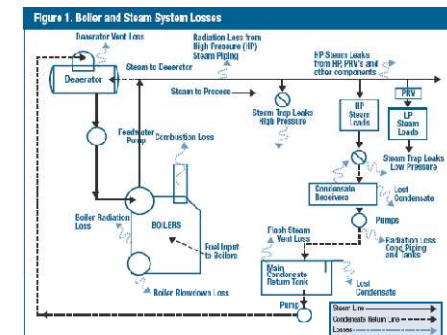 Figure 1. Boiler and Steam System Losses
Deaerator Vent Loss
Radiation Loss from
High Pressure (HP)
Steam Piping
HP Steam Leaks
from HP, PRV's and
other components
Steam to Deaerator
Deaerator
Steam to Process
PRV
Steam Trap Leaks
High Pressure
HP
Steam
Loads
LP
Steam
Loads
Feedwater
Pump
Combustion Loss
Steam Trap Leaks
Low Pressure
Condensate
Receivers
Lost
Condensate
Boiler Radiation
Loss
BOILERS
Fuel Input
to Boilers
Pumps
Flash Steam
Vent Loss
Radiation Loss
Cond Piping
and Tanks
Main
Condensate
Return Tank
Lost
Condensate
Boiler Blowdown Loss
Pump
Steam Line
Condensate Return Line
Losses